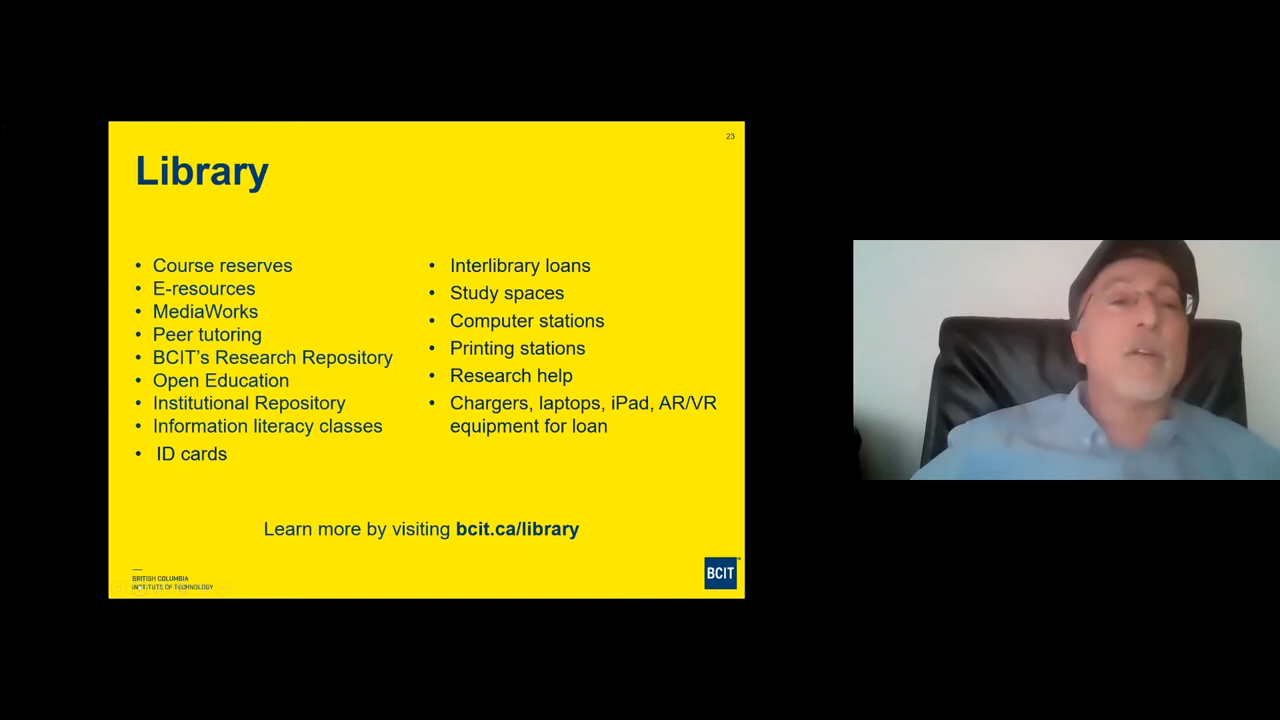 23
Library
• Course reserves
• E-resources
• MediaWorks
• Peer tutoring
• BCIT’s Research Repository
• Open Education
• Institutional Repository
• Information literacy classes
• ID cards
• Interlibrary loans
• Study spaces
• Computer stations
• Printing stations
• Research help
• Chargers, laptops, iPad, AR/VR
equipment for loan
Learn more by visiting bcit.ca/library
BRITISH COLUMBIA
INSTITUTE OF TECHNOLOGY
BCIT